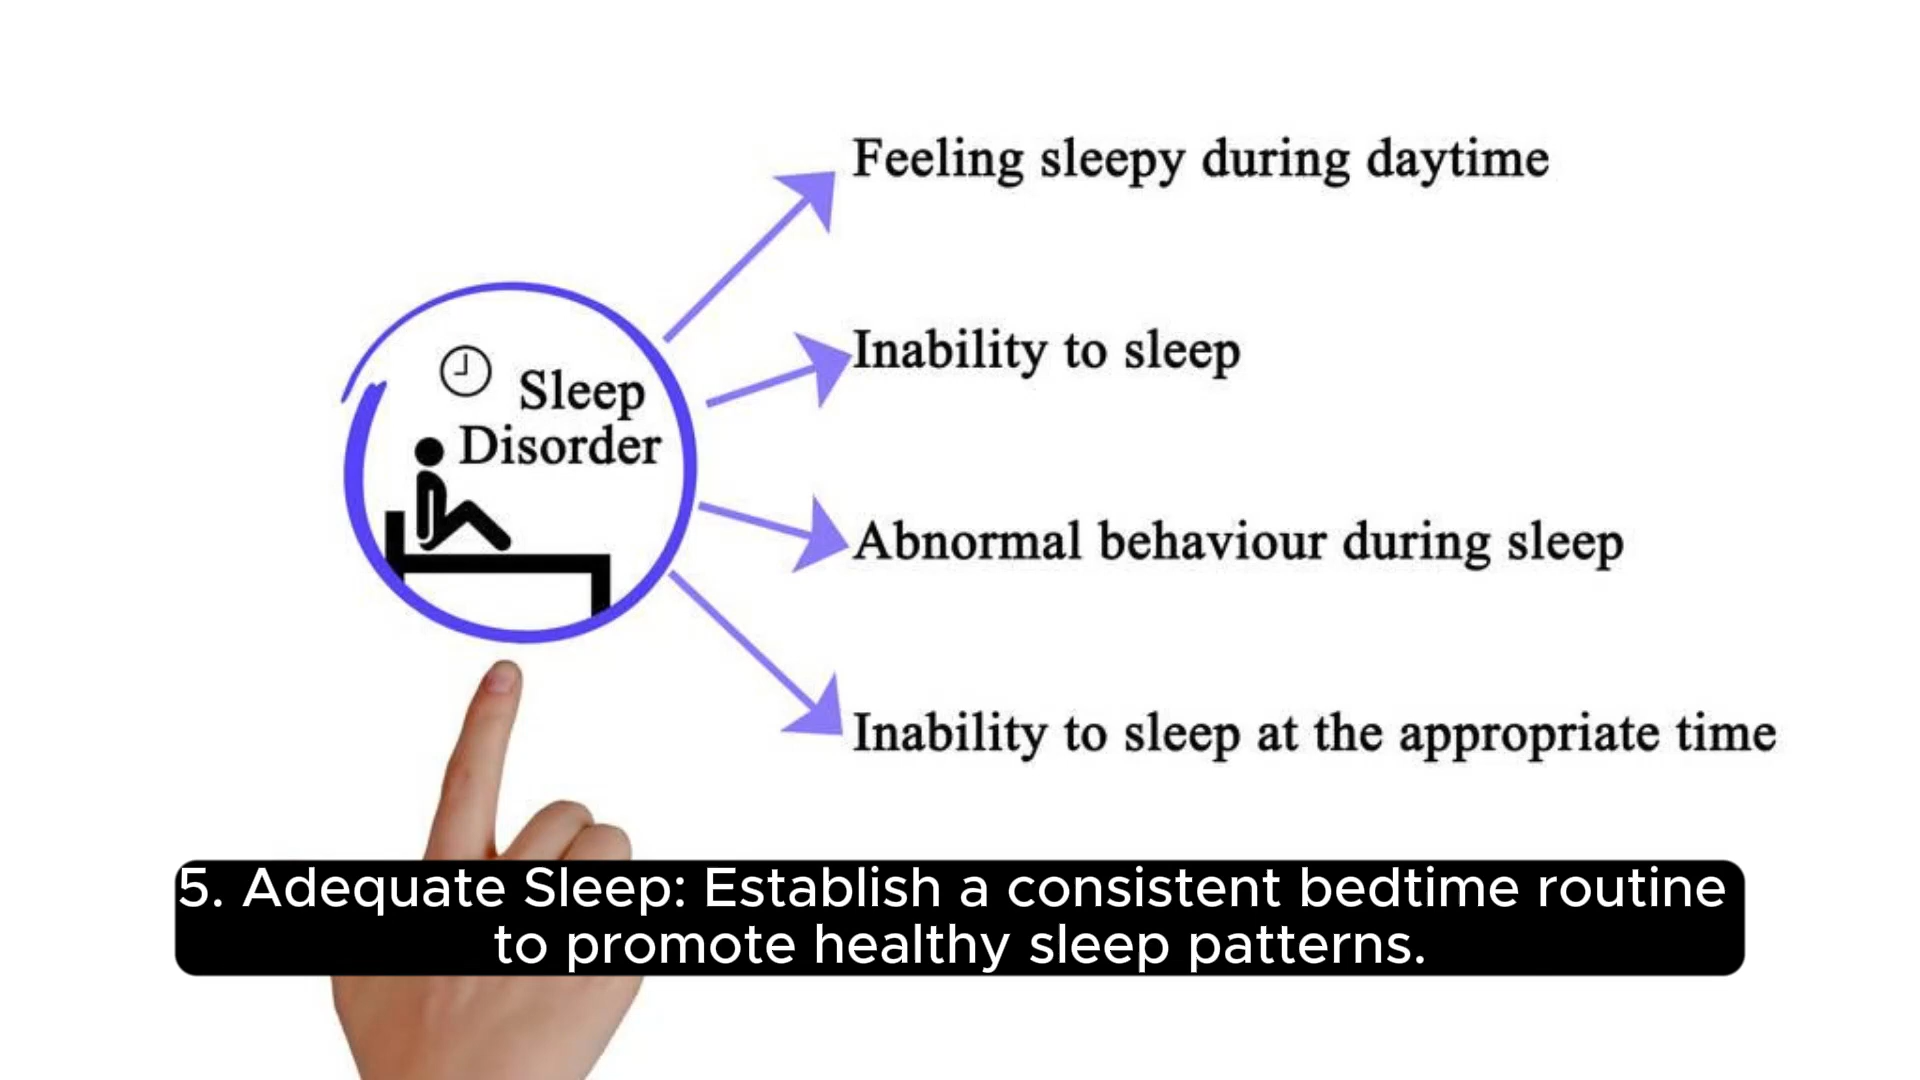 Feeling sleepy during daytime
Inability to sleep
Sleep
Disorder
Abnormal behaviour during sleep
Inability to sleep at the appropriate time
5. Adequate Sleep: Establish a consistent bedtime routine
to promote healthy sleep patterns.